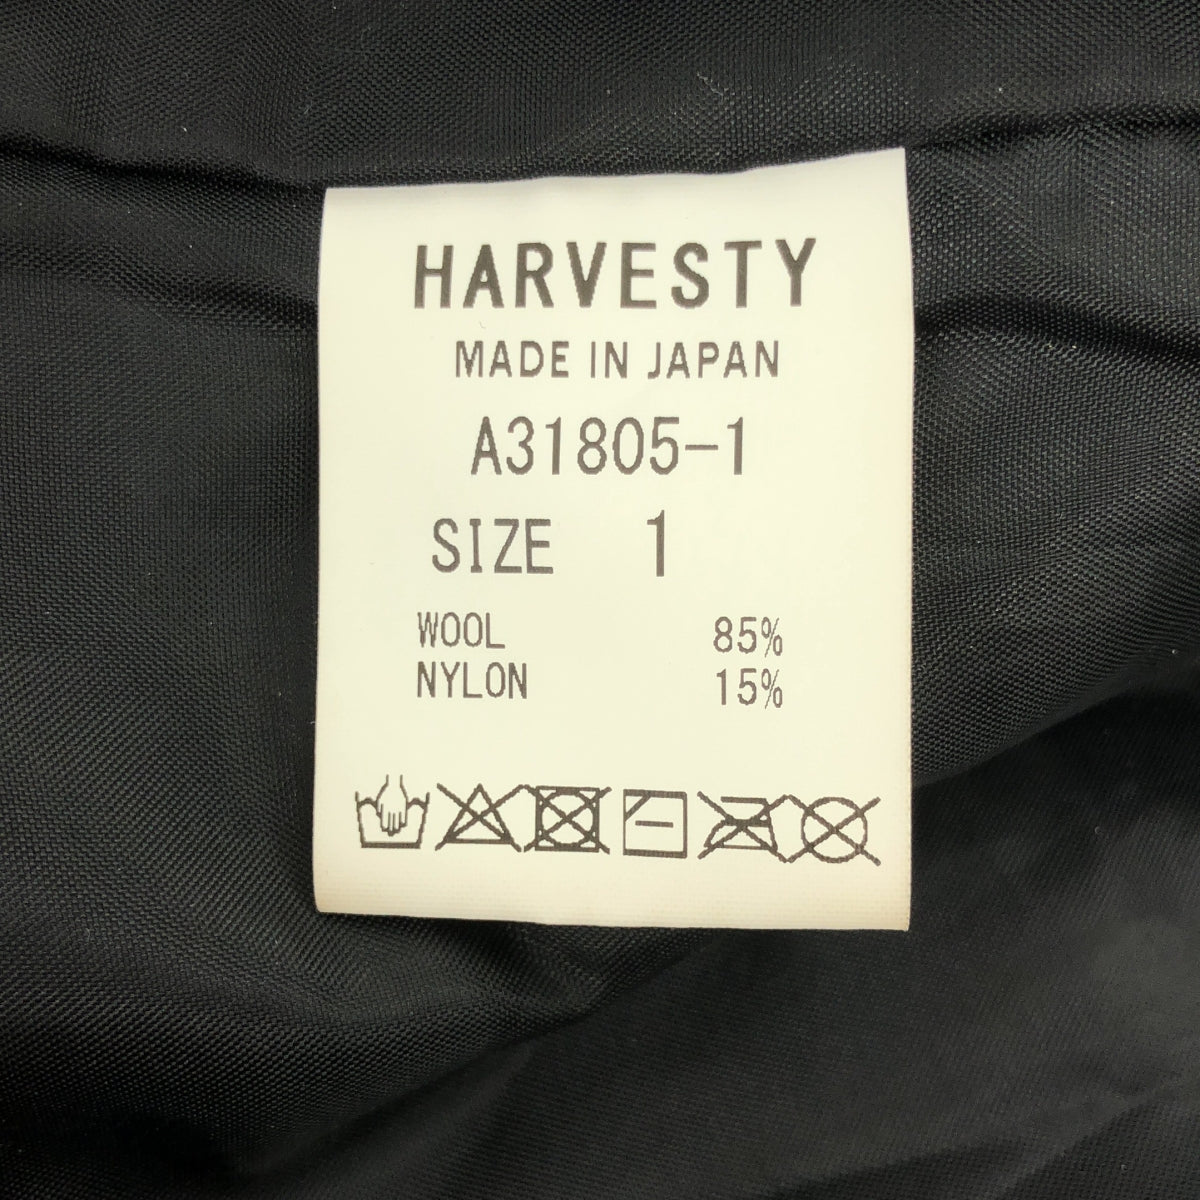 HARVESTY
MADE IN JAPAN
A31805-1
SIZE 1
WOOL 85%
NYLON 15%